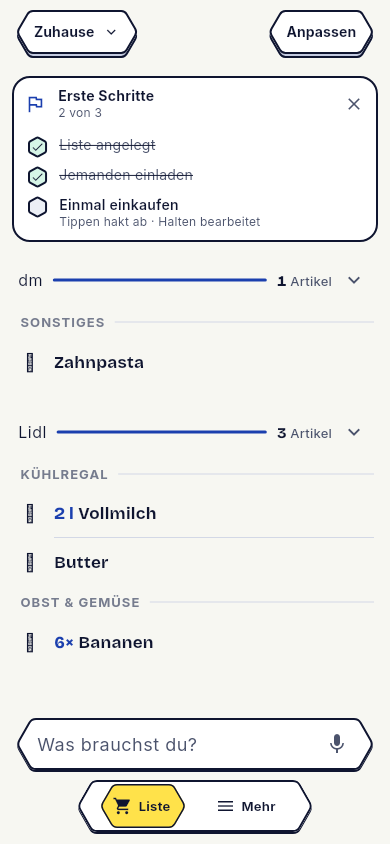 Zuhause
Anpassen
Erste Schritte
2 von 3
Liste angelegt
Jemanden einladen
Einmal einkaufen
Tippen hakt ab · Halten bearbeitet
dm
1 Artikel
SONSTIGES
Zahnpasta
Lidl
3 Artikel
KÜHLREGAL
2 l Vollmilch
Butter
OBST & GEMÜSE
6× Bananen
Was brauchst du?
Liste
Mehr